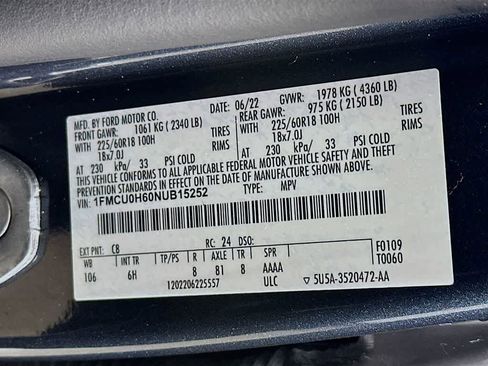 MFD. BY FORD MOTOR CO.
06/22 GVWR: 1978 KG ( 4360 LB)
FRONT GAWR: 1061 KG ( 2340 LB) REAR GAWR: 975 KG ( 2150 LB)
WITH 225/60R18 100H TIRES WITH 225/60R18 100H TIRES
18x7.0J RIMS 18x7.0J RIMS
AT 230 kPa/ 33 PSI COLD AT 230 kPa/ 33 PSI COLD
THIS VEHICLE CONFORMS TO ALL APPLICABLE FEDERAL MOTOR VEHICLE SAFETY AND THEFT
PREVENTION STANDARDS IN EFFECT ON THE DATE OF MANUFACTURE SHOWN ABOVE.
1FMCU0H60NUB15252 TYPE: MPV
EXT PNT: CB RC: 24 DSO: F0109
WB INT TR TP/PS R AXLE TR SPR T0060
106 6H 8 81 8 AAAA
1202206225557 ULC ▽ 5U5A-3520472-AA